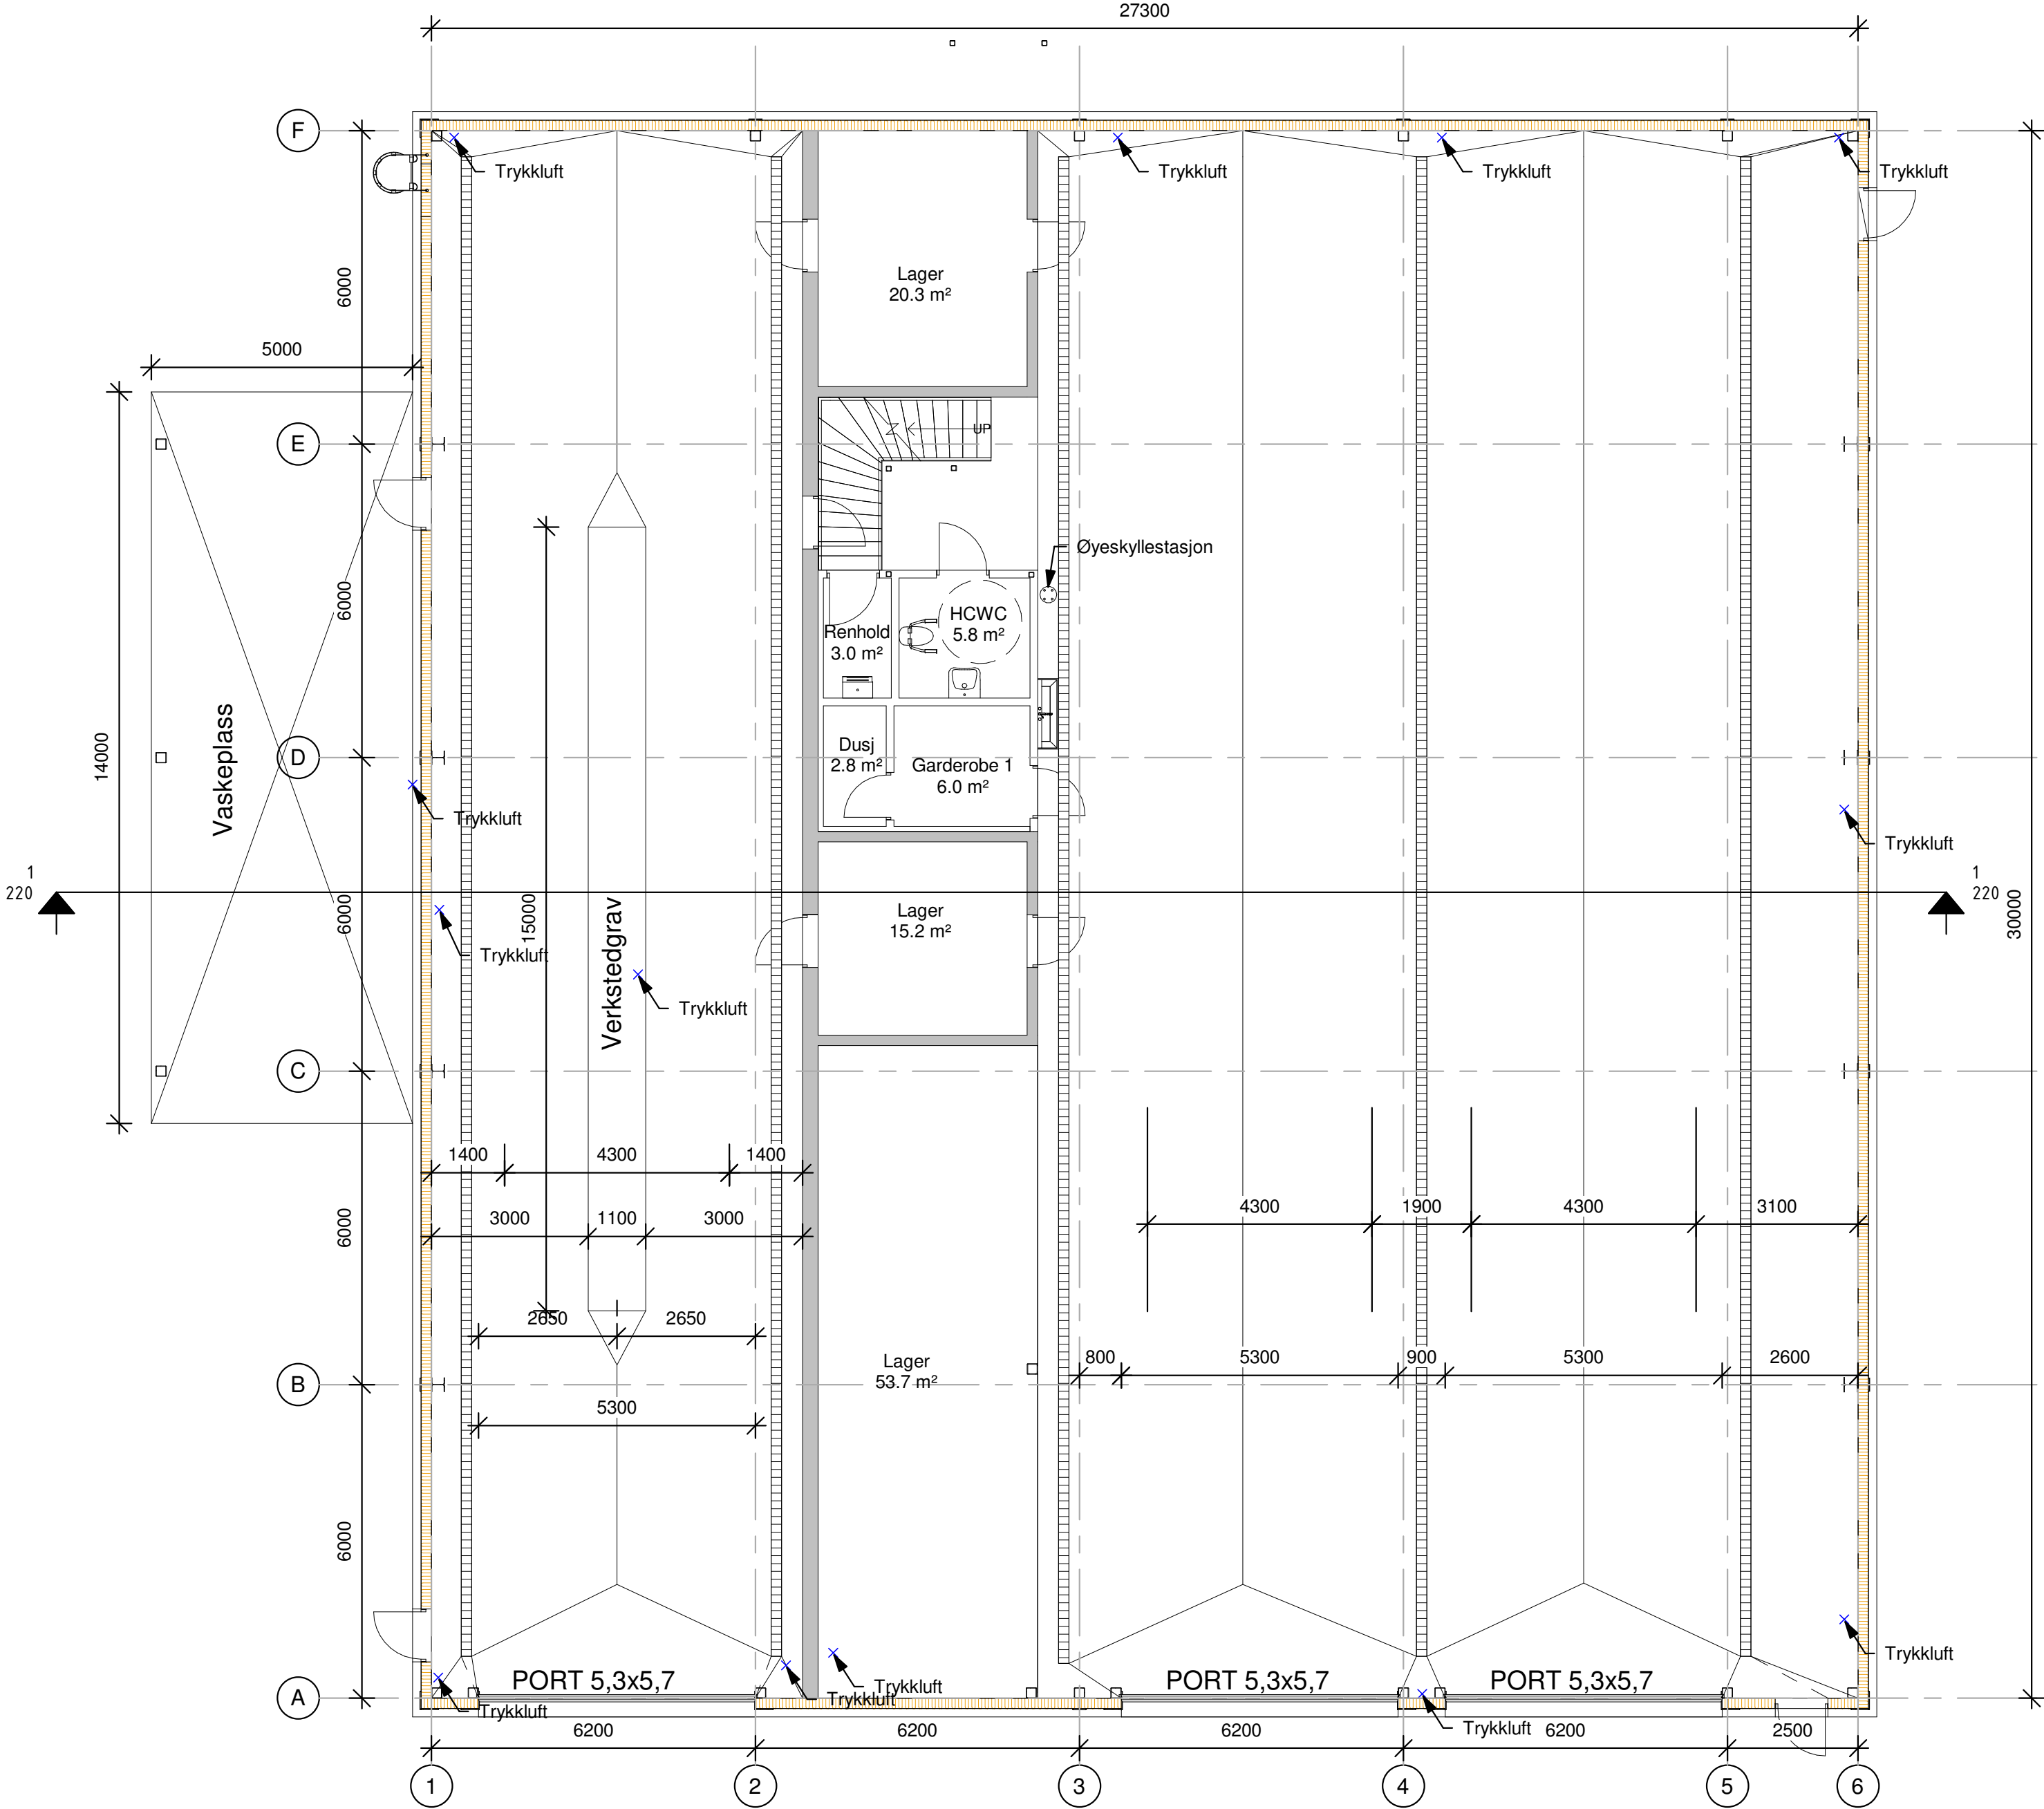 27300
F
Trykkluft
Trykkluft
Trykkluft
Trykkluft
Lager
20.3 m²
6000
5000
UP
E
Øyeskyllestasjon
6000
HCWC
5.8 m²
Renhold
3.0 m²
14000
Vaskeplass
D
Dusj
2.8 m²
Garderobe 1
6.0 m²
Trykkluft
Trykkluft
1
220
1
220
30000
6000
15000
Verkstedgrav
Lager
15.2 m²
Trykkluft
Trykkluft
C
1400
4300
1400
3000
1100
3000
4300
1900
4300
3100
6000
2650
2650
800
5300
900
5300
2600
Lager
53.7 m²
B
5300
6000
Trykkluft
PORT 5,3x5,7
PORT 5,3x5,7
PORT 5,3x5,7
A
Trykkluft
Trykkluft
Trykkluft
Trykkluft
6200
6200
6200
6200
2500
1
2
3
4
5
6